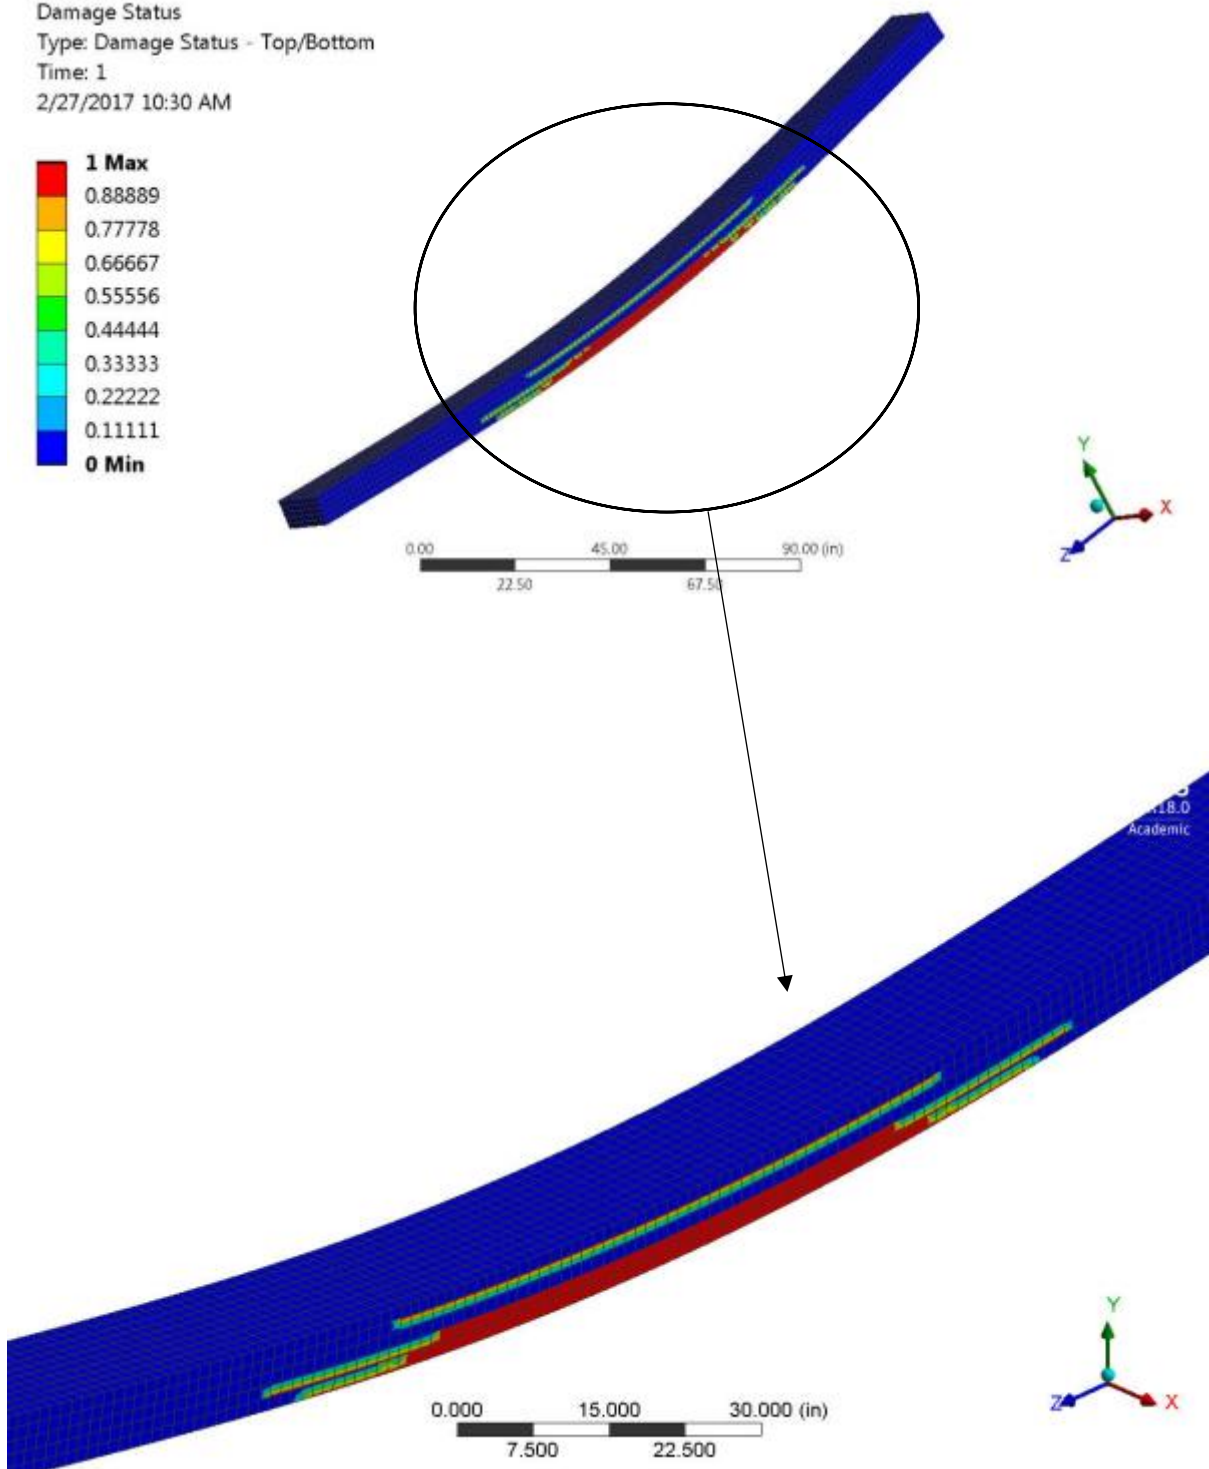 Damage Status
Type: Damage Status - Top/Bottom
Time: 1
2/27/2017 10:30 AM
1 Max
0.88889
0.77778
0.66667
0.55556
0.44444
0.33333
0.22222
0.11111
0 Min
Y
X
Z
0.00 45.00 90.00 (in)
22.50 67.50
18.0
Academic
Y
Z X
0.000 15.000 30.000 (in)
7.500 22.500